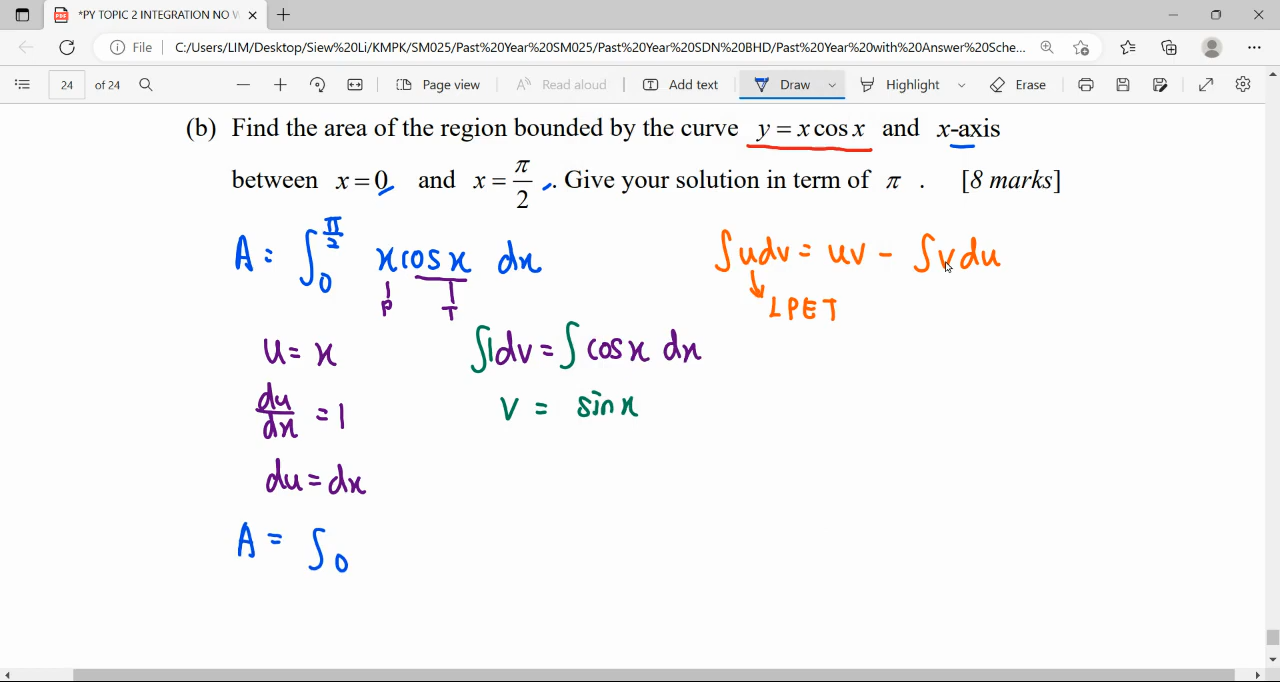 *PY TOPIC 2 INTEGRATION NO W
File C:/Users/LIM/Desktop/Siew%20Li/KMPK/SM025/Past%20Year%20SM025/Past%20Year%20SDN%20BHD/Past%20Year%20with%20Answer%20Sche...
24 of 24 Page view Read aloud Add text Draw Highlight Erase
(b) Find the area of the region bounded by the curve y = x cos x and x-axis
between x = 0 and x = π/2. Give your solution in term of π . [8 marks]
A = ∫₀^(π/2) x cos x dx ∫u dv = uv - ∫v du
P T LPET
u = x ∫1 dv = ∫ cos x dx
du/dx = 1 v = sin x
du = dx
A = ∫₀